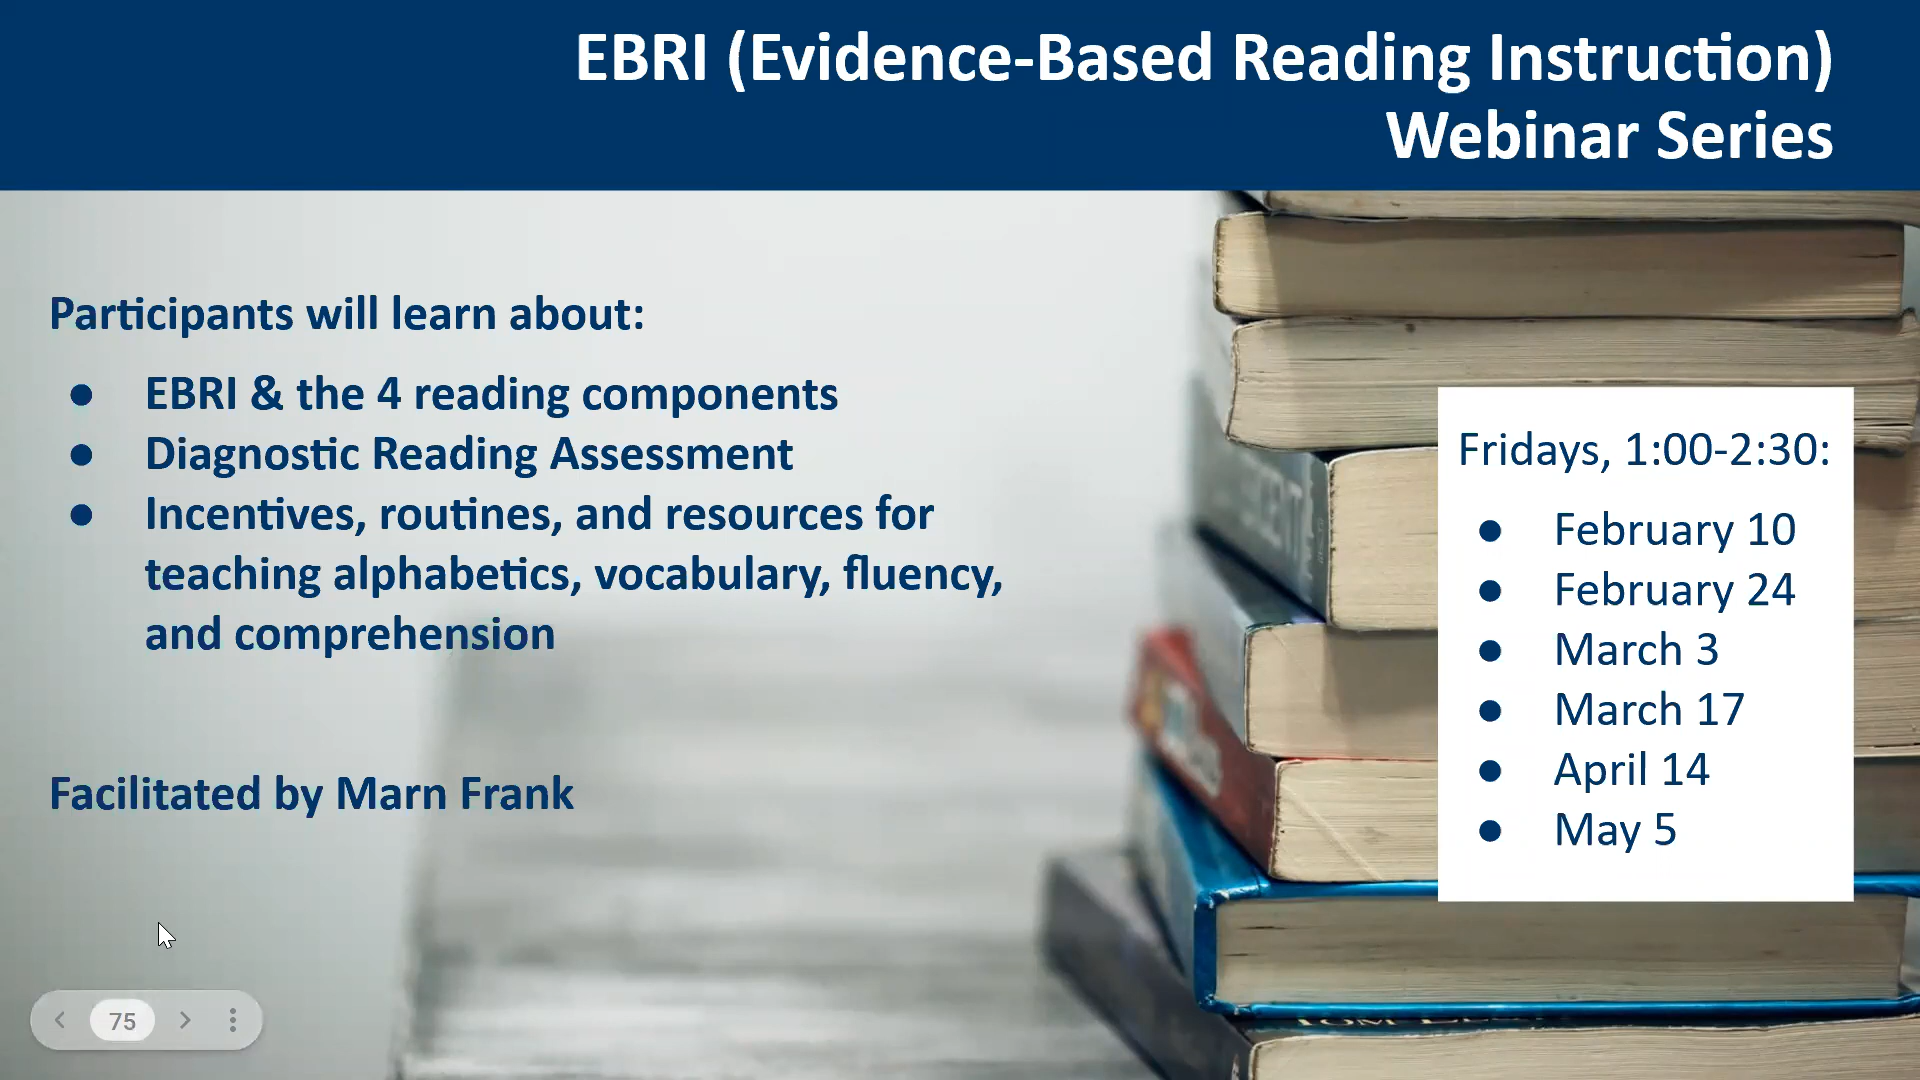 EBRI (Evidence-Based Reading Instruction)
Webinar Series
Participants will learn about:
● EBRI & the 4 reading components
● Diagnostic Reading Assessment
● Incentives, routines, and resources for
teaching alphabetics, vocabulary, fluency,
and comprehension
Facilitated by Marn Frank
Fridays, 1:00-2:30:
● February 10
● February 24
● March 3
● March 17
● April 14
● May 5
75